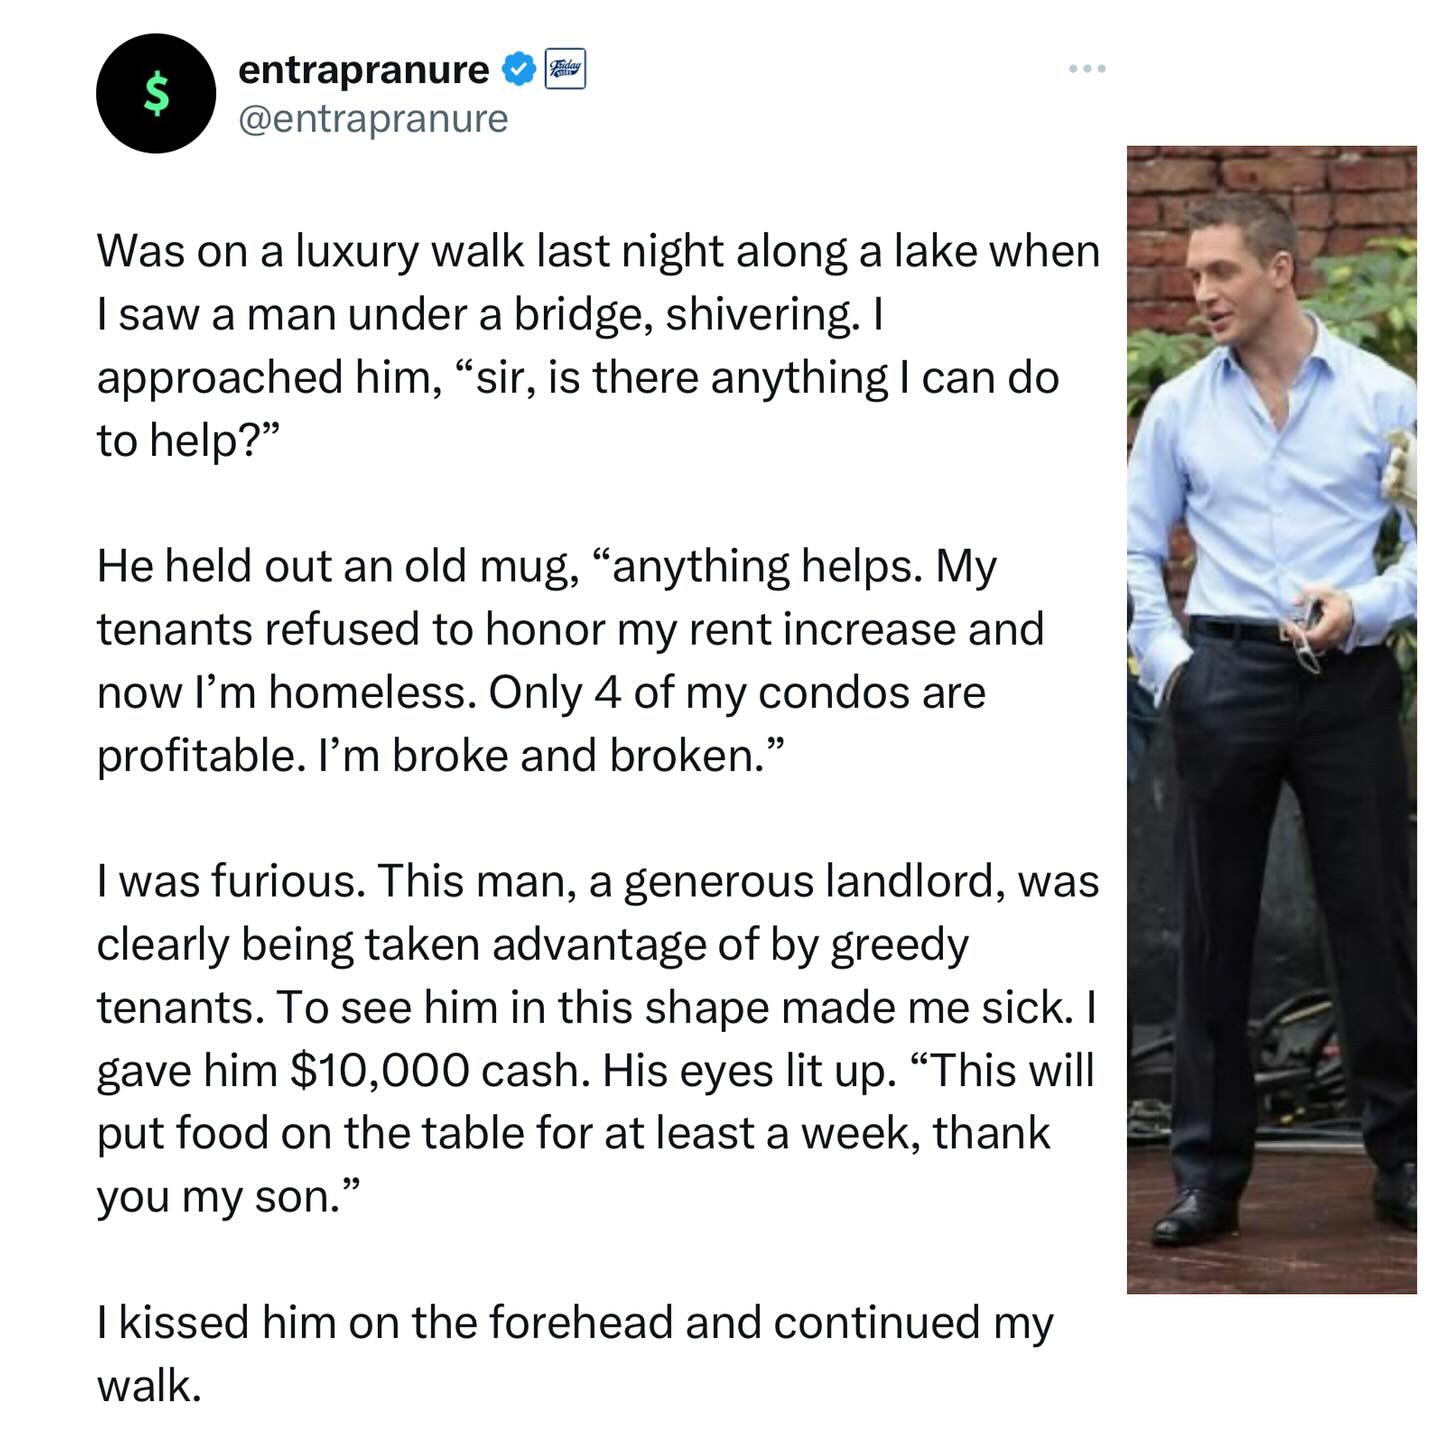 entrapranure
Friday
@entrapranure
Was on a luxury walk last night along a lake when
I saw a man under a bridge, shivering. I
approached him, “sir, is there anything I can do
to help?”
He held out an old mug, “anything helps. My
tenants refused to honor my rent increase and
now I’m homeless. Only 4 of my condos are
profitable. I’m broke and broken.”
I was furious. This man, a generous landlord, was
clearly being taken advantage of by greedy
tenants. To see him in this shape made me sick. I
gave him $10,000 cash. His eyes lit up. “This will
put food on the table for at least a week, thank
you my son.”
I kissed him on the forehead and continued my
walk.